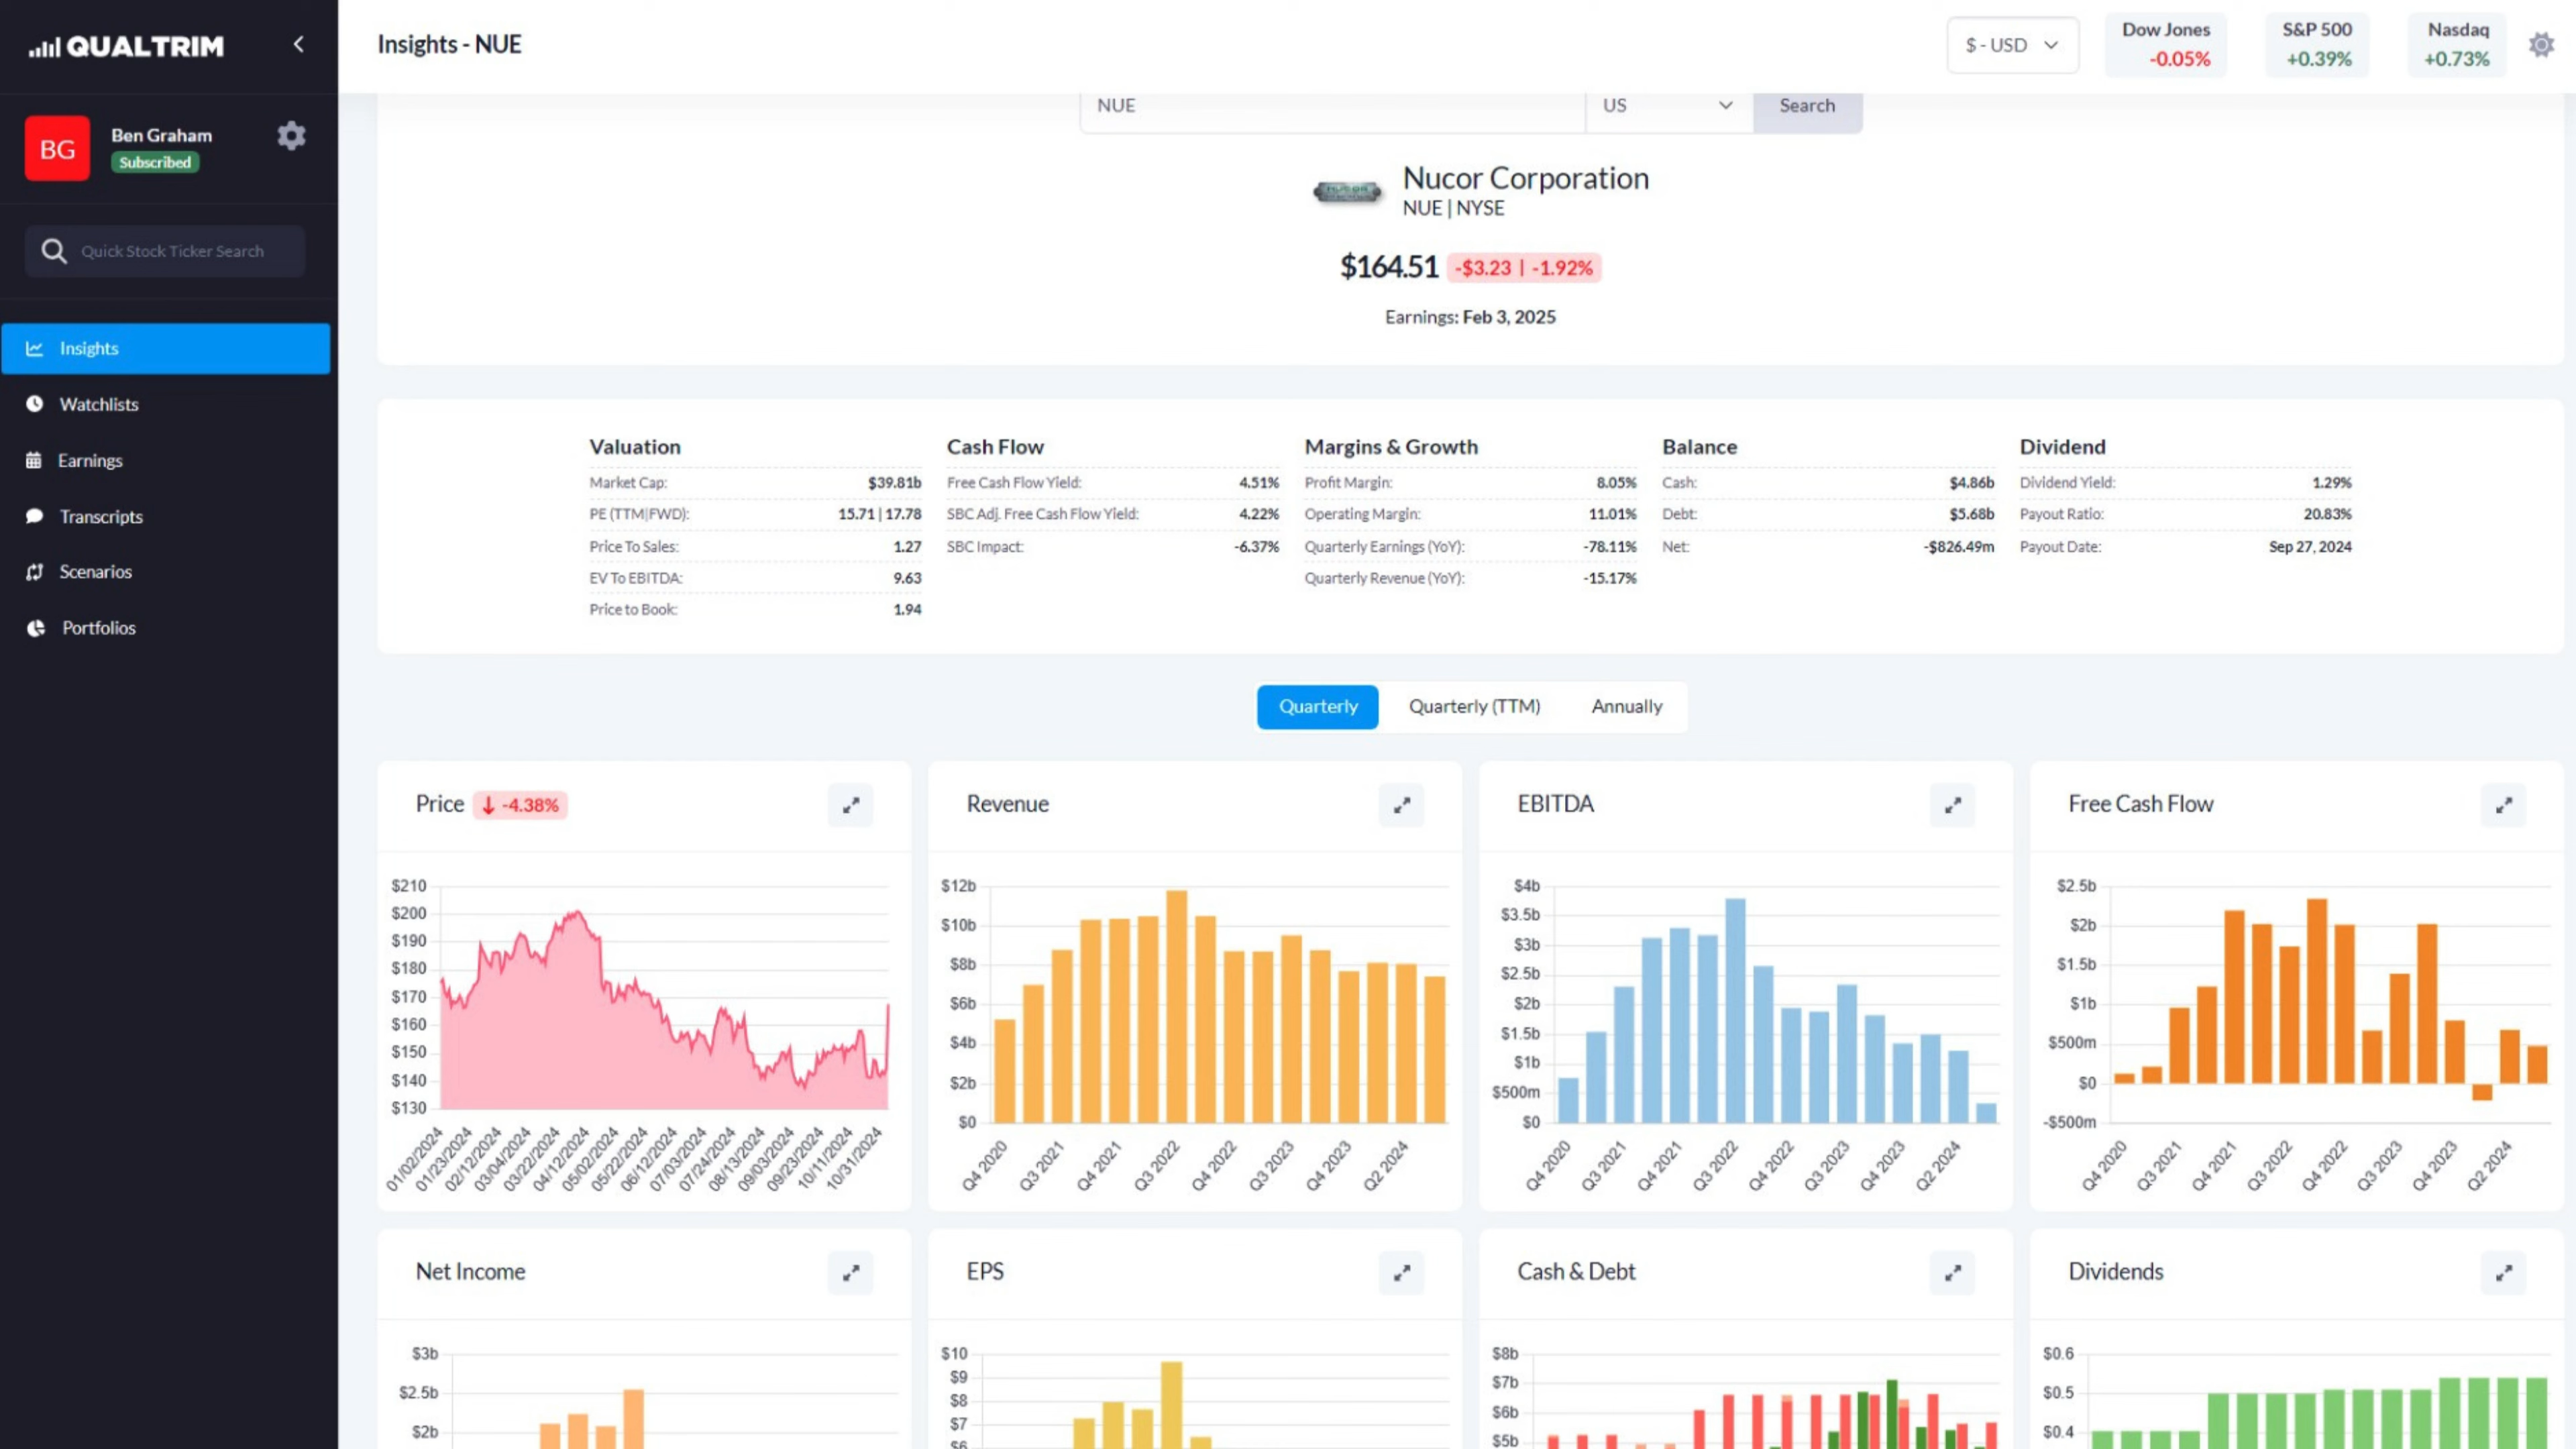 QUALTRIM
Insights - NUE
$ - USD
Dow Jones
-0.05%
S&P 500
+0.39%
Nasdaq
+0.73%
BG
Ben Graham
Subscribed
Quick Stock Ticker Search
Insights
Watchlists
Earnings
Transcripts
Scenarios
Portfolios
NUE
US
Search
Nucor Corporation
NUE | NYSE
$164.51 -$3.23 | -1.92%
Earnings: Feb 3, 2025
Valuation
Market Cap: $39.81b
PE (TTM|FWD): 15.71 | 17.78
Price To Sales: 1.27
EV To EBITDA: 9.63
Price to Book: 1.94
Cash Flow
Free Cash Flow Yield: 4.51%
SBC Adj. Free Cash Flow Yield: 4.22%
SBC Impact: -6.37%
Margins & Growth
Profit Margin: 8.05%
Operating Margin: 11.01%
Quarterly Earnings (YoY): -78.11%
Quarterly Revenue (YoY): -15.17%
Balance
Cash: $4.86b
Debt: $5.68b
Net: -$826.49m
Dividend
Dividend Yield: 1.29%
Payout Ratio: 20.83%
Payout Date: Sep 27, 2024
Quarterly Quarterly (TTM) Annually
Price ↓ -4.38%
$210
$200
$190
$180
$170
$160
$150
$140
$130
01/02/2024 01/23/2024 02/12/2024 03/04/2024 03/22/2024 04/12/2024 05/02/2024 05/22/2024 06/12/2024 07/03/2024 07/24/2024 08/13/2024 09/03/2024 09/23/2024 10/11/2024 10/31/2024
Revenue
$12b
$10b
$8b
$6b
$4b
$2b
$0
Q4 2020 Q3 2021 Q4 2021 Q3 2022 Q4 2022 Q3 2023 Q4 2023 Q2 2024
EBITDA
$4b
$3.5b
$3b
$2.5b
$2b
$1.5b
$1b
$500m
$0
Q4 2020 Q3 2021 Q4 2021 Q3 2022 Q4 2022 Q3 2023 Q4 2023 Q2 2024
Free Cash Flow
$2.5b
$2b
$1.5b
$1b
$500m
$0
-$500m
Q4 2020 Q3 2021 Q4 2021 Q3 2022 Q4 2022 Q3 2023 Q4 2023 Q2 2024
Net Income
$3b
$2.5b
$2b
EPS
$10
$9
$8
$7
$6
Cash & Debt
$8b
$7b
$6b
$5b
Dividends
$0.6
$0.5
$0.4